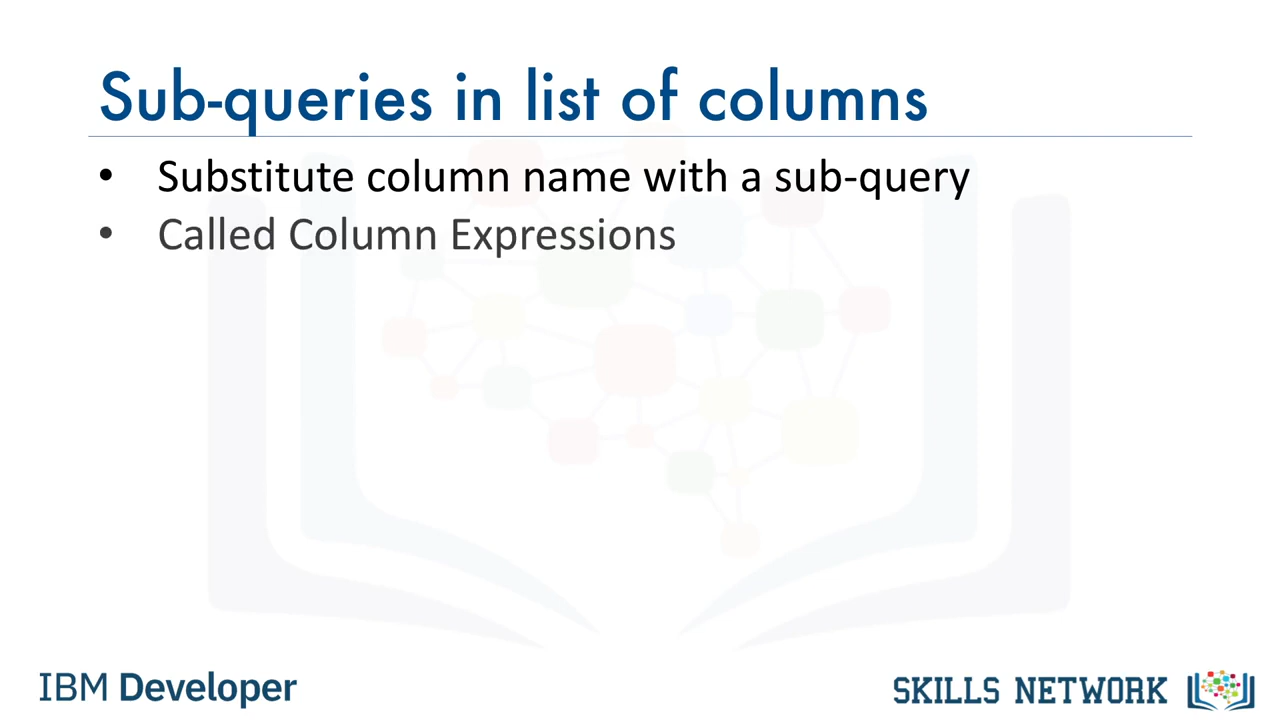 Sub-queries in list of columns
• Substitute column name with a sub-query
• Called Column Expressions
IBM Developer
SKILLS NETWORK